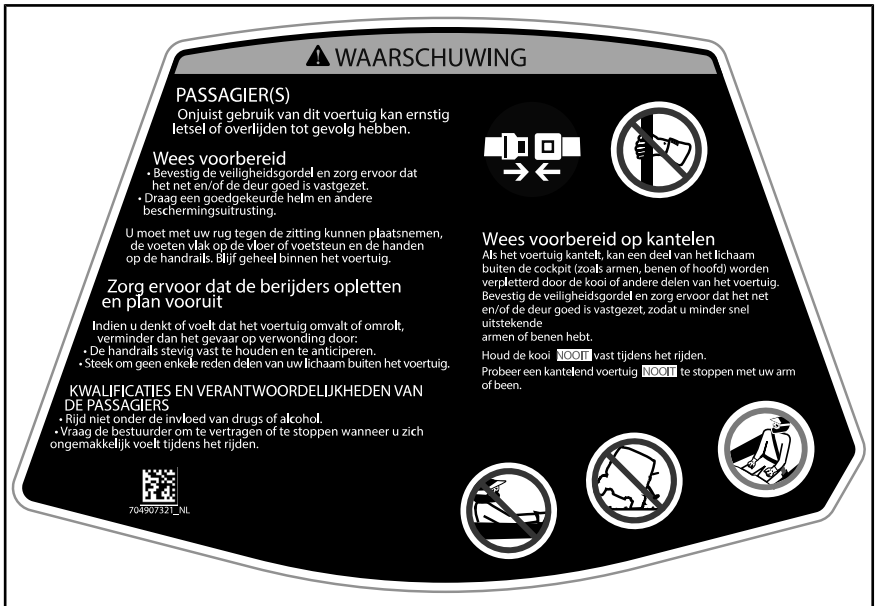 WAARSCHUWING
PASSAGIER(S)
Onjuist gebruik van dit voertuig kan ernstig
letsel of overlijden tot gevolg hebben.
Wees voorbereid
• Bevestig de veiligheidsgordel en zorg ervoor dat
het net en/of de deur goed is vastgezet.
• Draag een goedgekeurde helm en andere
beschermingsuitrusting.
U moet met uw rug tegen de zitting kunnen plaatsnemen,
de voeten vlak op de vloer of voetsteun en de handen
op de handrails. Blijf geheel binnen het voertuig.
Zorg ervoor dat de berijders opletten
en plan vooruit
Indien u denkt of voelt dat het voertuig omvalt of omrolt,
verminder dan het gevaar op verwonding door:
• De handrails stevig vast te houden en te anticiperen.
• Steek om geen enkele reden delen van uw lichaam buiten het voertuig.
KWALIFICATIES EN VERANTWOORDELIJKHEDEN VAN
DE PASSAGIERS
• Rijd niet onder de invloed van drugs of alcohol.
• Vraag de bestuurder om te vertragen of te stoppen wanneer u zich
ongemakkelijk voelt tijdens het rijden.
704907321_NL
Wees voorbereid op kantelen
Als het voertuig kantelt, kan een deel van het lichaam
buiten de cockpit (zoals armen, benen of hoofd) worden
verpletterd door de kooi of andere delen van het voertuig.
Bevestig de veiligheidsgordel en zorg ervoor dat het net
en/of de deur goed is vastgezet, zodat u minder snel
uitstekende
armen of benen hebt.
Houd de kooi NOOIT vast tijdens het rijden.
Probeer een kantelend voertuig NOOIT te stoppen met uw arm
of been.